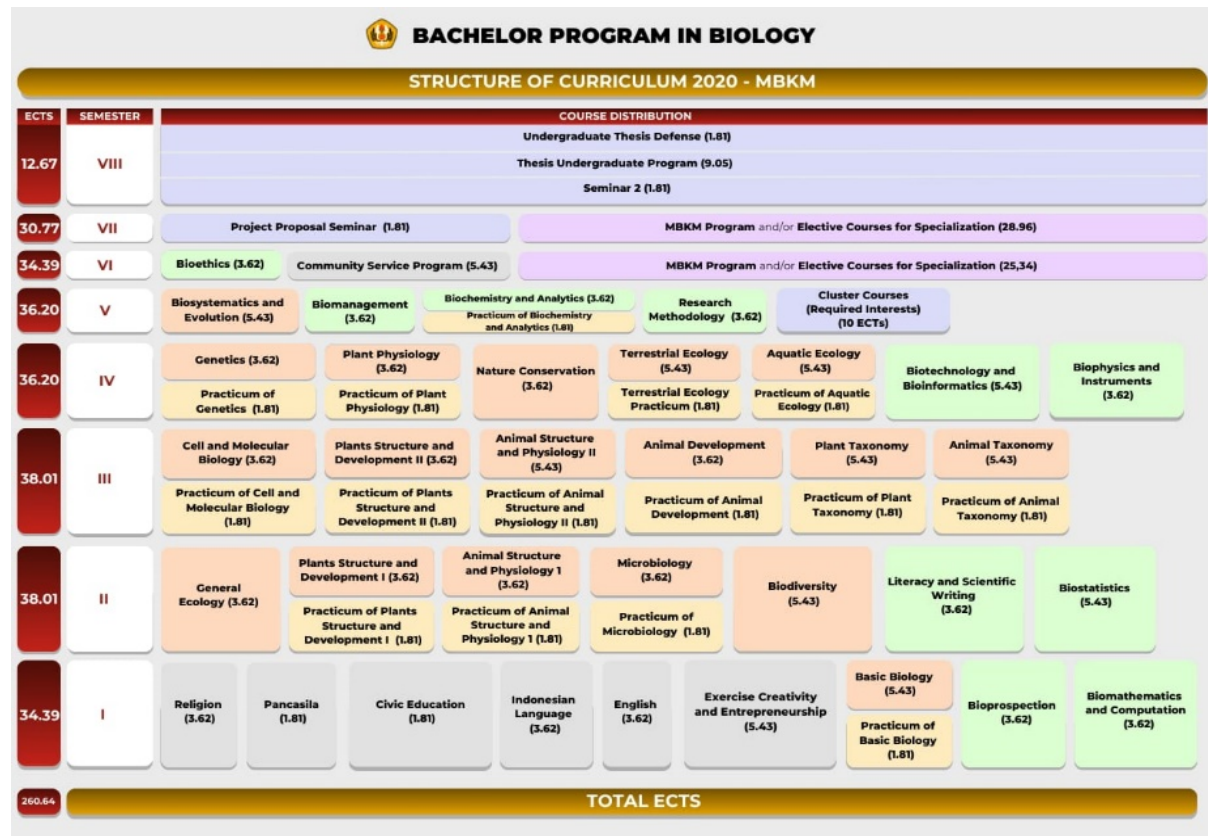 BACHELOR PROGRAM IN BIOLOGY
STRUCTURE OF CURRICULUM 2020 - MBKM
ECTS
SEMESTER
COURSE DISTRIBUTION
12.67
VIII
Undergraduate Thesis Defense (1.81)
Thesis Undergraduate Program (9.05)
Seminar 2 (1.81)
30.77
VII
Project Proposal Seminar (1.81)
MBKM Program and/or Elective Courses for Specialization (28.96)
34.39
VI
Bioethics (3.62)
Community Service Program (5.43)
MBKM Program and/or Elective Courses for Specialization (25,34)
36.20
V
Biosystematics and
Evolution (5.43)
Biomanagement
(3.62)
Biochemistry and Analytics (3.62)
Practicum of Biochemistry
and Analytics (1.81)
Research
Methodology (3.62)
Cluster Courses
(Required Interests)
(10 ECTs)
36.20
IV
Genetics (3.62)
Practicum of
Genetics (1.81)
Plant Physiology
(3.62)
Practicum of Plant
Physiology (1.81)
Nature Conservation
(3.62)
Terrestrial Ecology
(5.43)
Terrestrial Ecology
Practicum (1.81)
Aquatic Ecology
(5.43)
Practicum of Aquatic
Ecology (1.81)
Biotechnology and
Bioinformatics (5.43)
Biophysics and
Instruments
(3.62)
38.01
III
Cell and Molecular
Biology (3.62)
Practicum of Cell and
Molecular Biology
(1.81)
Plants Structure and
Development II (3.62)
Practicum of Plants
Structure and
Development II (1.81)
Animal Structure
and Physiology II
(5.43)
Practicum of Animal
Structure and
Physiology II (1.81)
Animal Development
(3.62)
Practicum of Animal
Development (1.81)
Plant Taxonomy
(5.43)
Practicum of Plant
Taxonomy (1.81)
Animal Taxonomy
(5.43)
Practicum of Animal
Taxonomy (1.81)
38.01
II
General
Ecology (3.62)
Plants Structure and
Development I (3.62)
Practicum of Plants
Structure and
Development I (1.81)
Animal Structure
and Physiology 1
(3.62)
Practicum of Animal
Structure and
Physiology 1 (1.81)
Microbiology
(3.62)
Practicum of
Microbiology (1.81)
Biodiversity
(5.43)
Literacy and Scientific
Writing
(3.62)
Biostatistics
(5.43)
34.39
I
Religion
(3.62)
Pancasila
(1.81)
Civic Education
(1.81)
Indonesian
Language
(3.62)
English
(3.62)
Exercise Creativity
and Entrepreneurship
(5.43)
Basic Biology
(5.43)
Practicum of
Basic Biology
(1.81)
Bioprospection
(3.62)
Biomathematics
and Computation
(3.62)
260.64
TOTAL ECTS